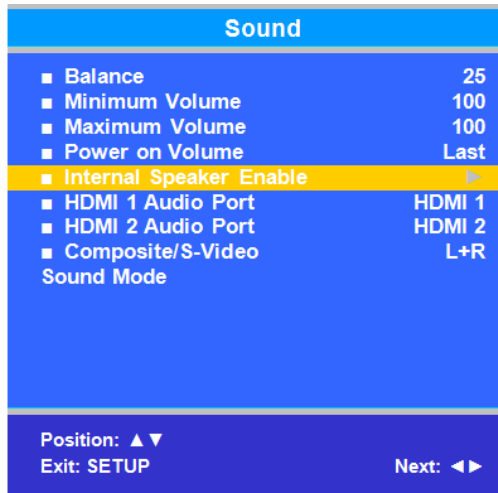 Sound
■ Balance 25
■ Minimum Volume 100
■ Maximum Volume 100
■ Power on Volume Last
■ Internal Speaker Enable ►
■ HDMI 1 Audio Port HDMI 1
■ HDMI 2 Audio Port HDMI 2
■ Composite/S-Video L+R
Sound Mode
Position: ▲▼
Exit: SETUP Next: ◄►